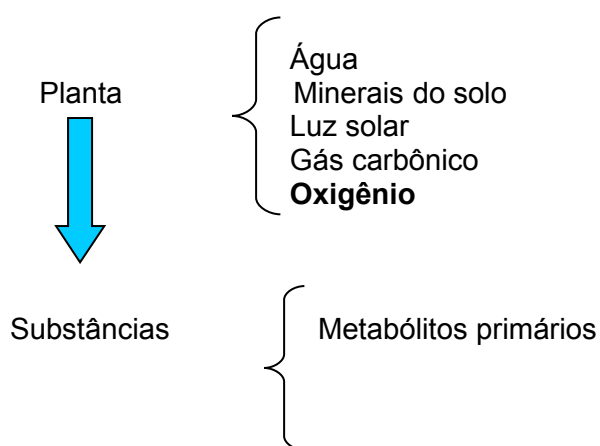 Água
Planta
Minerais do solo
Luz solar
Gás carbônico
Oxigênio
Substâncias
Metabólitos primários